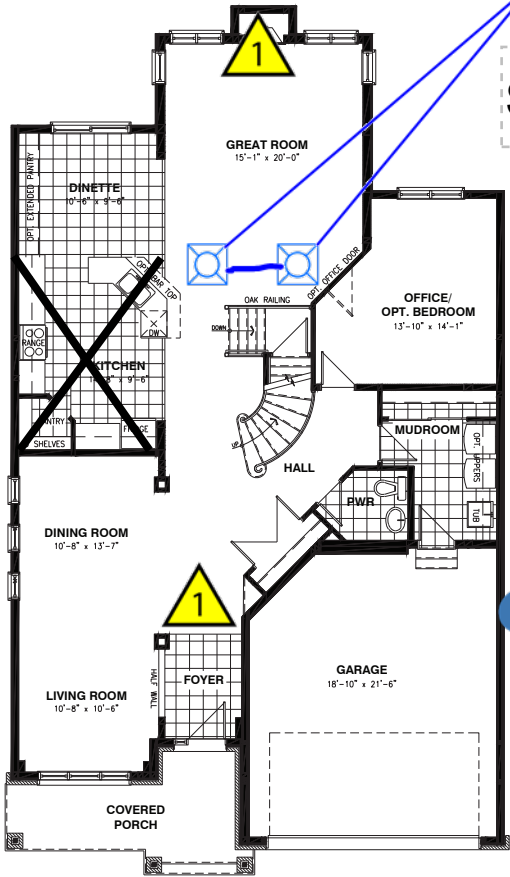 1
GREAT ROOM
15'-1" x 20'-0"
OPT. EXTENDED PANTRY
DINETTE
10'-6" x 9'-6"
OPT. BAR TOP
OPT. OFFICE DOOR
OFFICE/
OPT. BEDROOM
13'-10" x 14'-1"
OAK RAILING
DOWN
DW
RANGE
KITCHEN
9'-6"
SHELVES
UP
HALL
MUDROOM
OPT. UPPERS
TUB
PWR
DINING ROOM
10'-8" x 13'-7"
1
FOYER
HALF WALL
LIVING ROOM
10'-8" x 10'-6"
GARAGE
18'-10" x 21'-6"
COVERED
PORCH